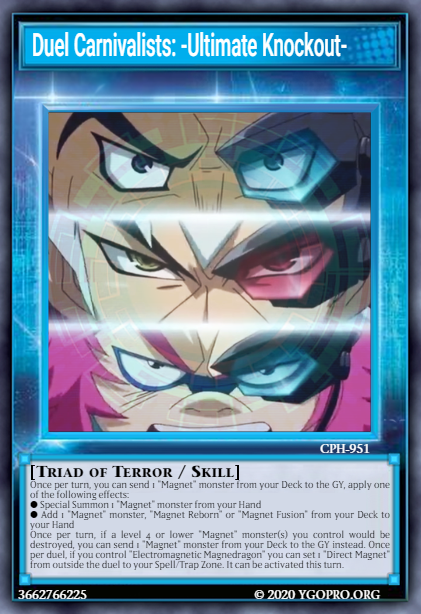 Duel Carnivalists: -Ultimate Knockout-
CPH-951
[Triad of Terror / Skill]
Once per turn, you can send 1 "Magnet" monster from your Deck to the GY, apply one
of the following effects:
● Special Summon 1 "Magnet" monster from your Hand
● Add 1 "Magnet" monster, "Magnet Reborn" or "Magnet Fusion" from your Deck to
your Hand
Once per turn, if a level 4 or lower "Magnet" monster(s) you control would be
destroyed, you can send 1 "Magnet" monster from your Deck to the GY instead. Once
per duel, if you control "Electromagnetic Magnedragon" you can set 1 "Direct Magnet"
from outside the duel to your Spell/Trap Zone. It can be activated this turn.
3662766225
© 2020 YGOPRO.ORG